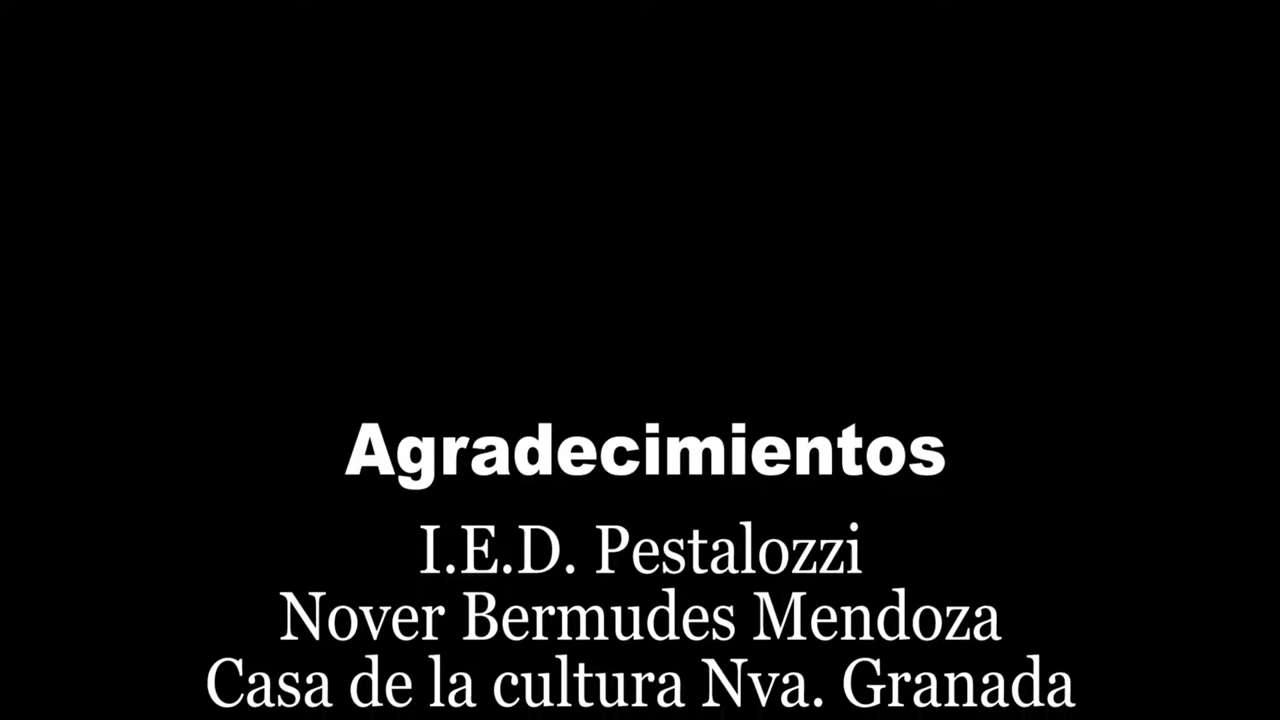 Agradecimientos
I.E.D. Pestalozzi
Nover Bermudes Mendoza
Casa de la cultura Nva. Granada